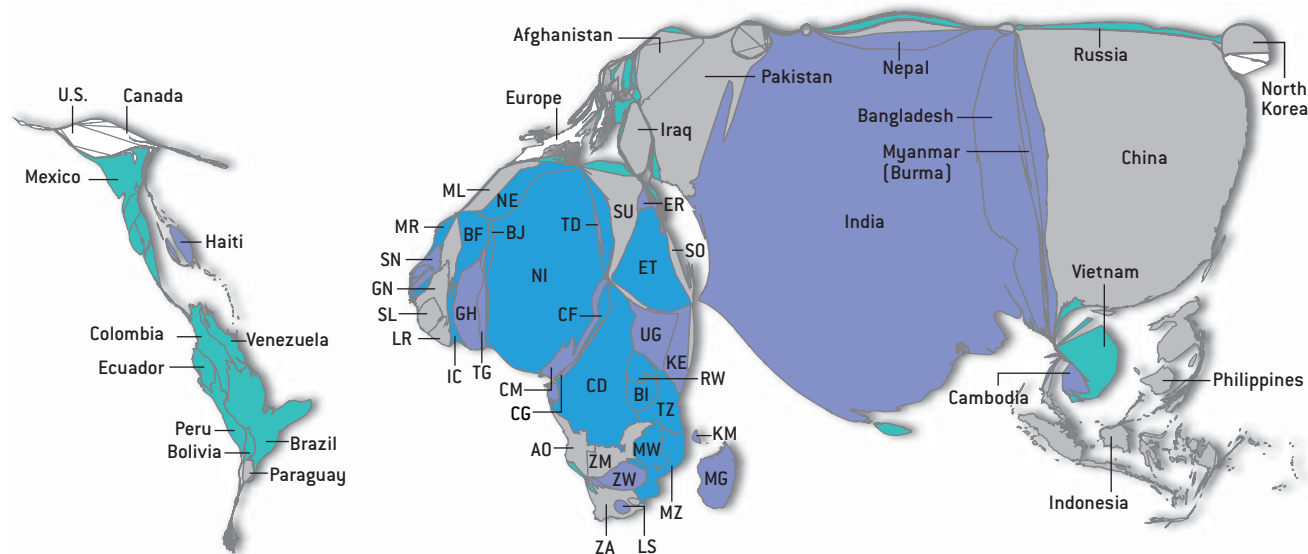 U.S.
Canada
Mexico
Haiti
Colombia
Venezuela
Ecuador
Peru
Bolivia
Brazil
Paraguay
Afghanistan
Europe
Pakistan
Iraq
Nepal
Russia
North
Korea
Bangladesh
Myanmar
(Burma)
China
India
Vietnam
Cambodia
Philippines
Indonesia
ML
NE
MR
BF
BJ
TD
SU
ER
SN
NI
ET
SO
GN
SL
GH
CF
LR
UG
IC
TG
KE
CM
CD
RW
CG
BI
TZ
AO
ZM
MW
KM
ZW
MG
MZ
ZA
LS